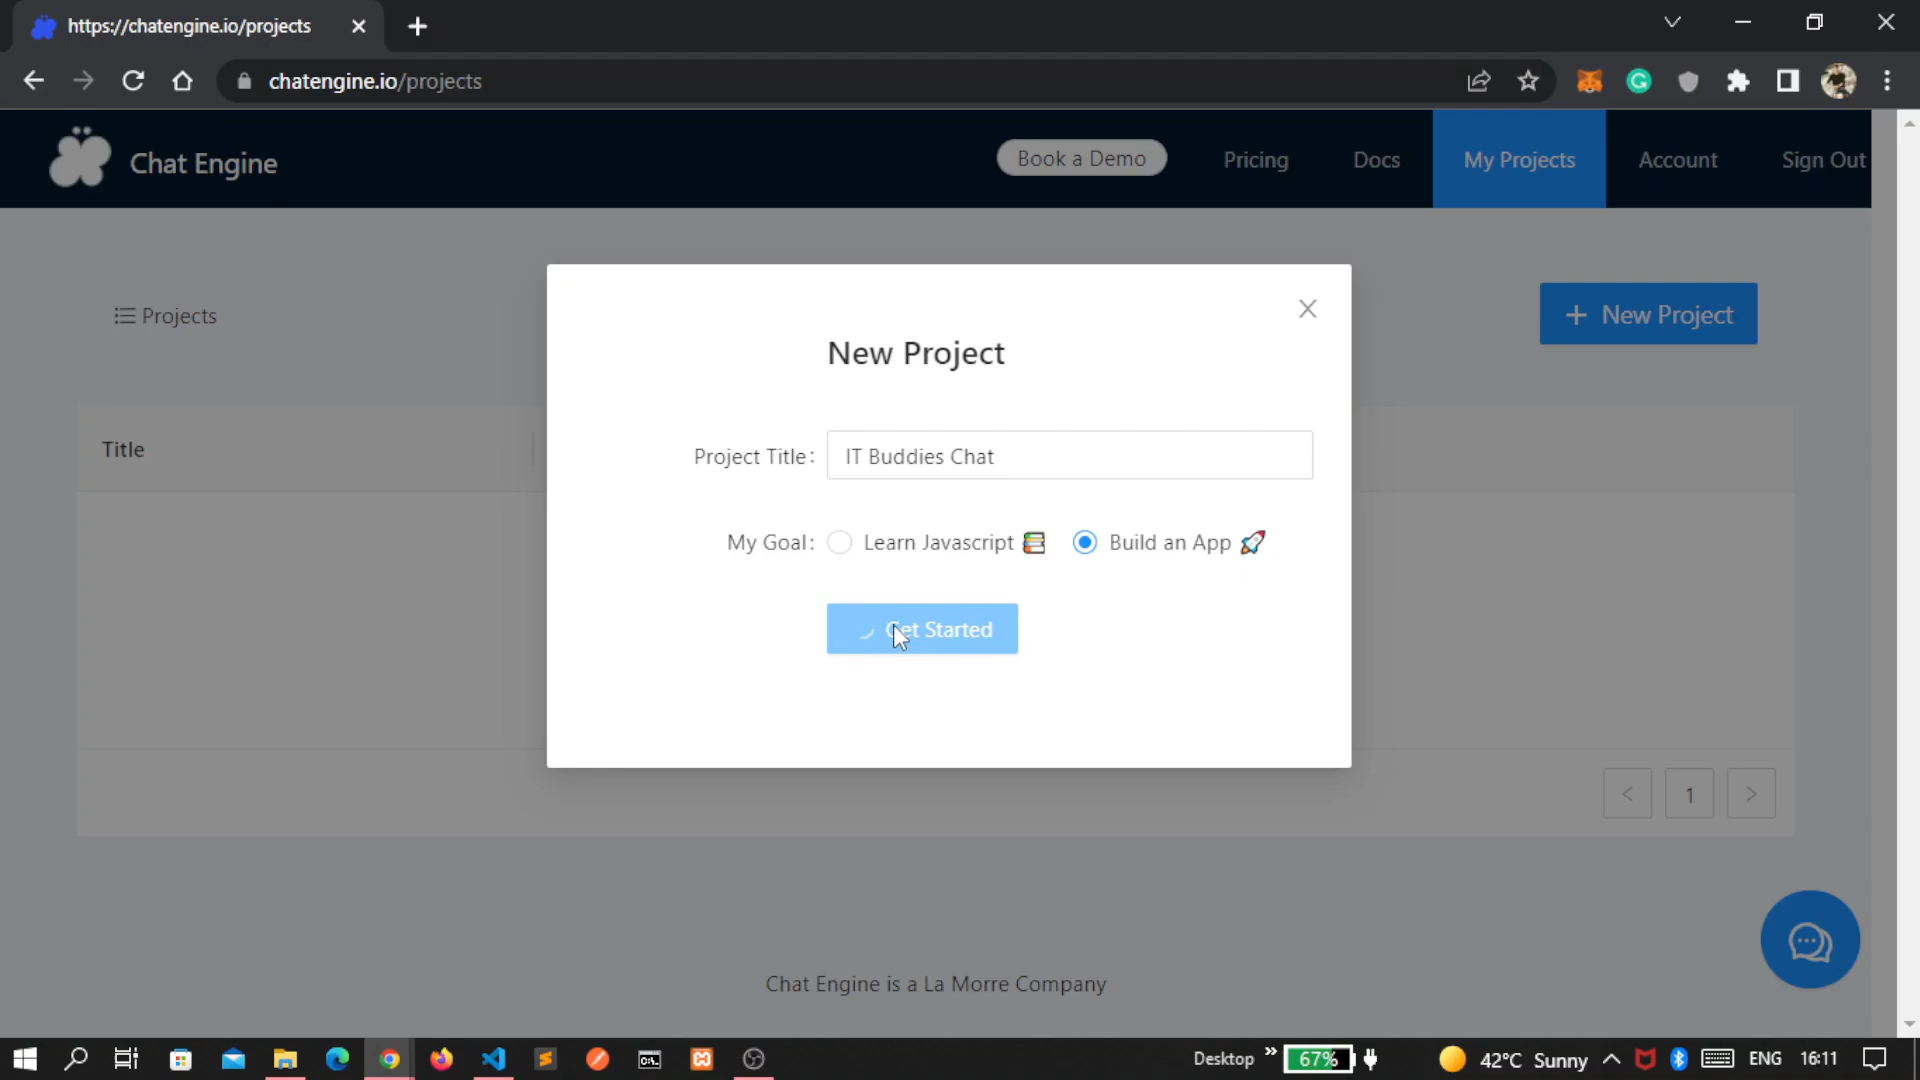 https://chatengine.io/projects
chatengine.io/projects
Chat Engine
Book a Demo
Pricing
Docs
My Projects
Account
Sign Out
Projects
+ New Project
New Project
Title
Project Title:
IT Buddies Chat
My Goal:
Learn Javascript 📚
Build an App 🚀
Get Started
< 1 >
Chat Engine is a La Morre Company
Desktop
67%
42°C Sunny
ENG
16:11